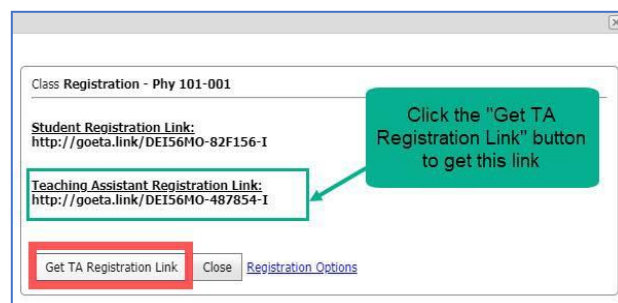 Class Registration - Phy 101-001
Student Registration Link:
http://goeta.link/DEI56MO-82F156-I
Click the "Get TA
Registration Link" button
to get this link
Teaching Assistant Registration Link:
http://goeta.link/DEI56MO-487854-I
Get TA Registration Link Close Registration Options